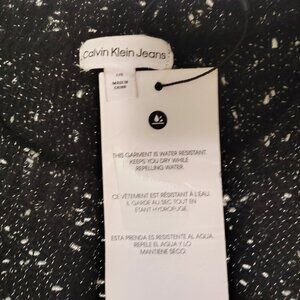 Calvin Klein Jeans
MADE IN
THIS GARMENT IS WATER RESISTANT.
KEEPS YOU DRY WHILE
REPELLING WATER.
CE VÊTEMENT EST RÉSISTANT À L'EAU.
IL GARDE AU SEC TOUT EN
ÉTANT HYDROFUGE.
ESTA PRENDA ES RESISTENTE AL AGUA.
REPELE EL AGUA Y LO
MANTIENE SECO.